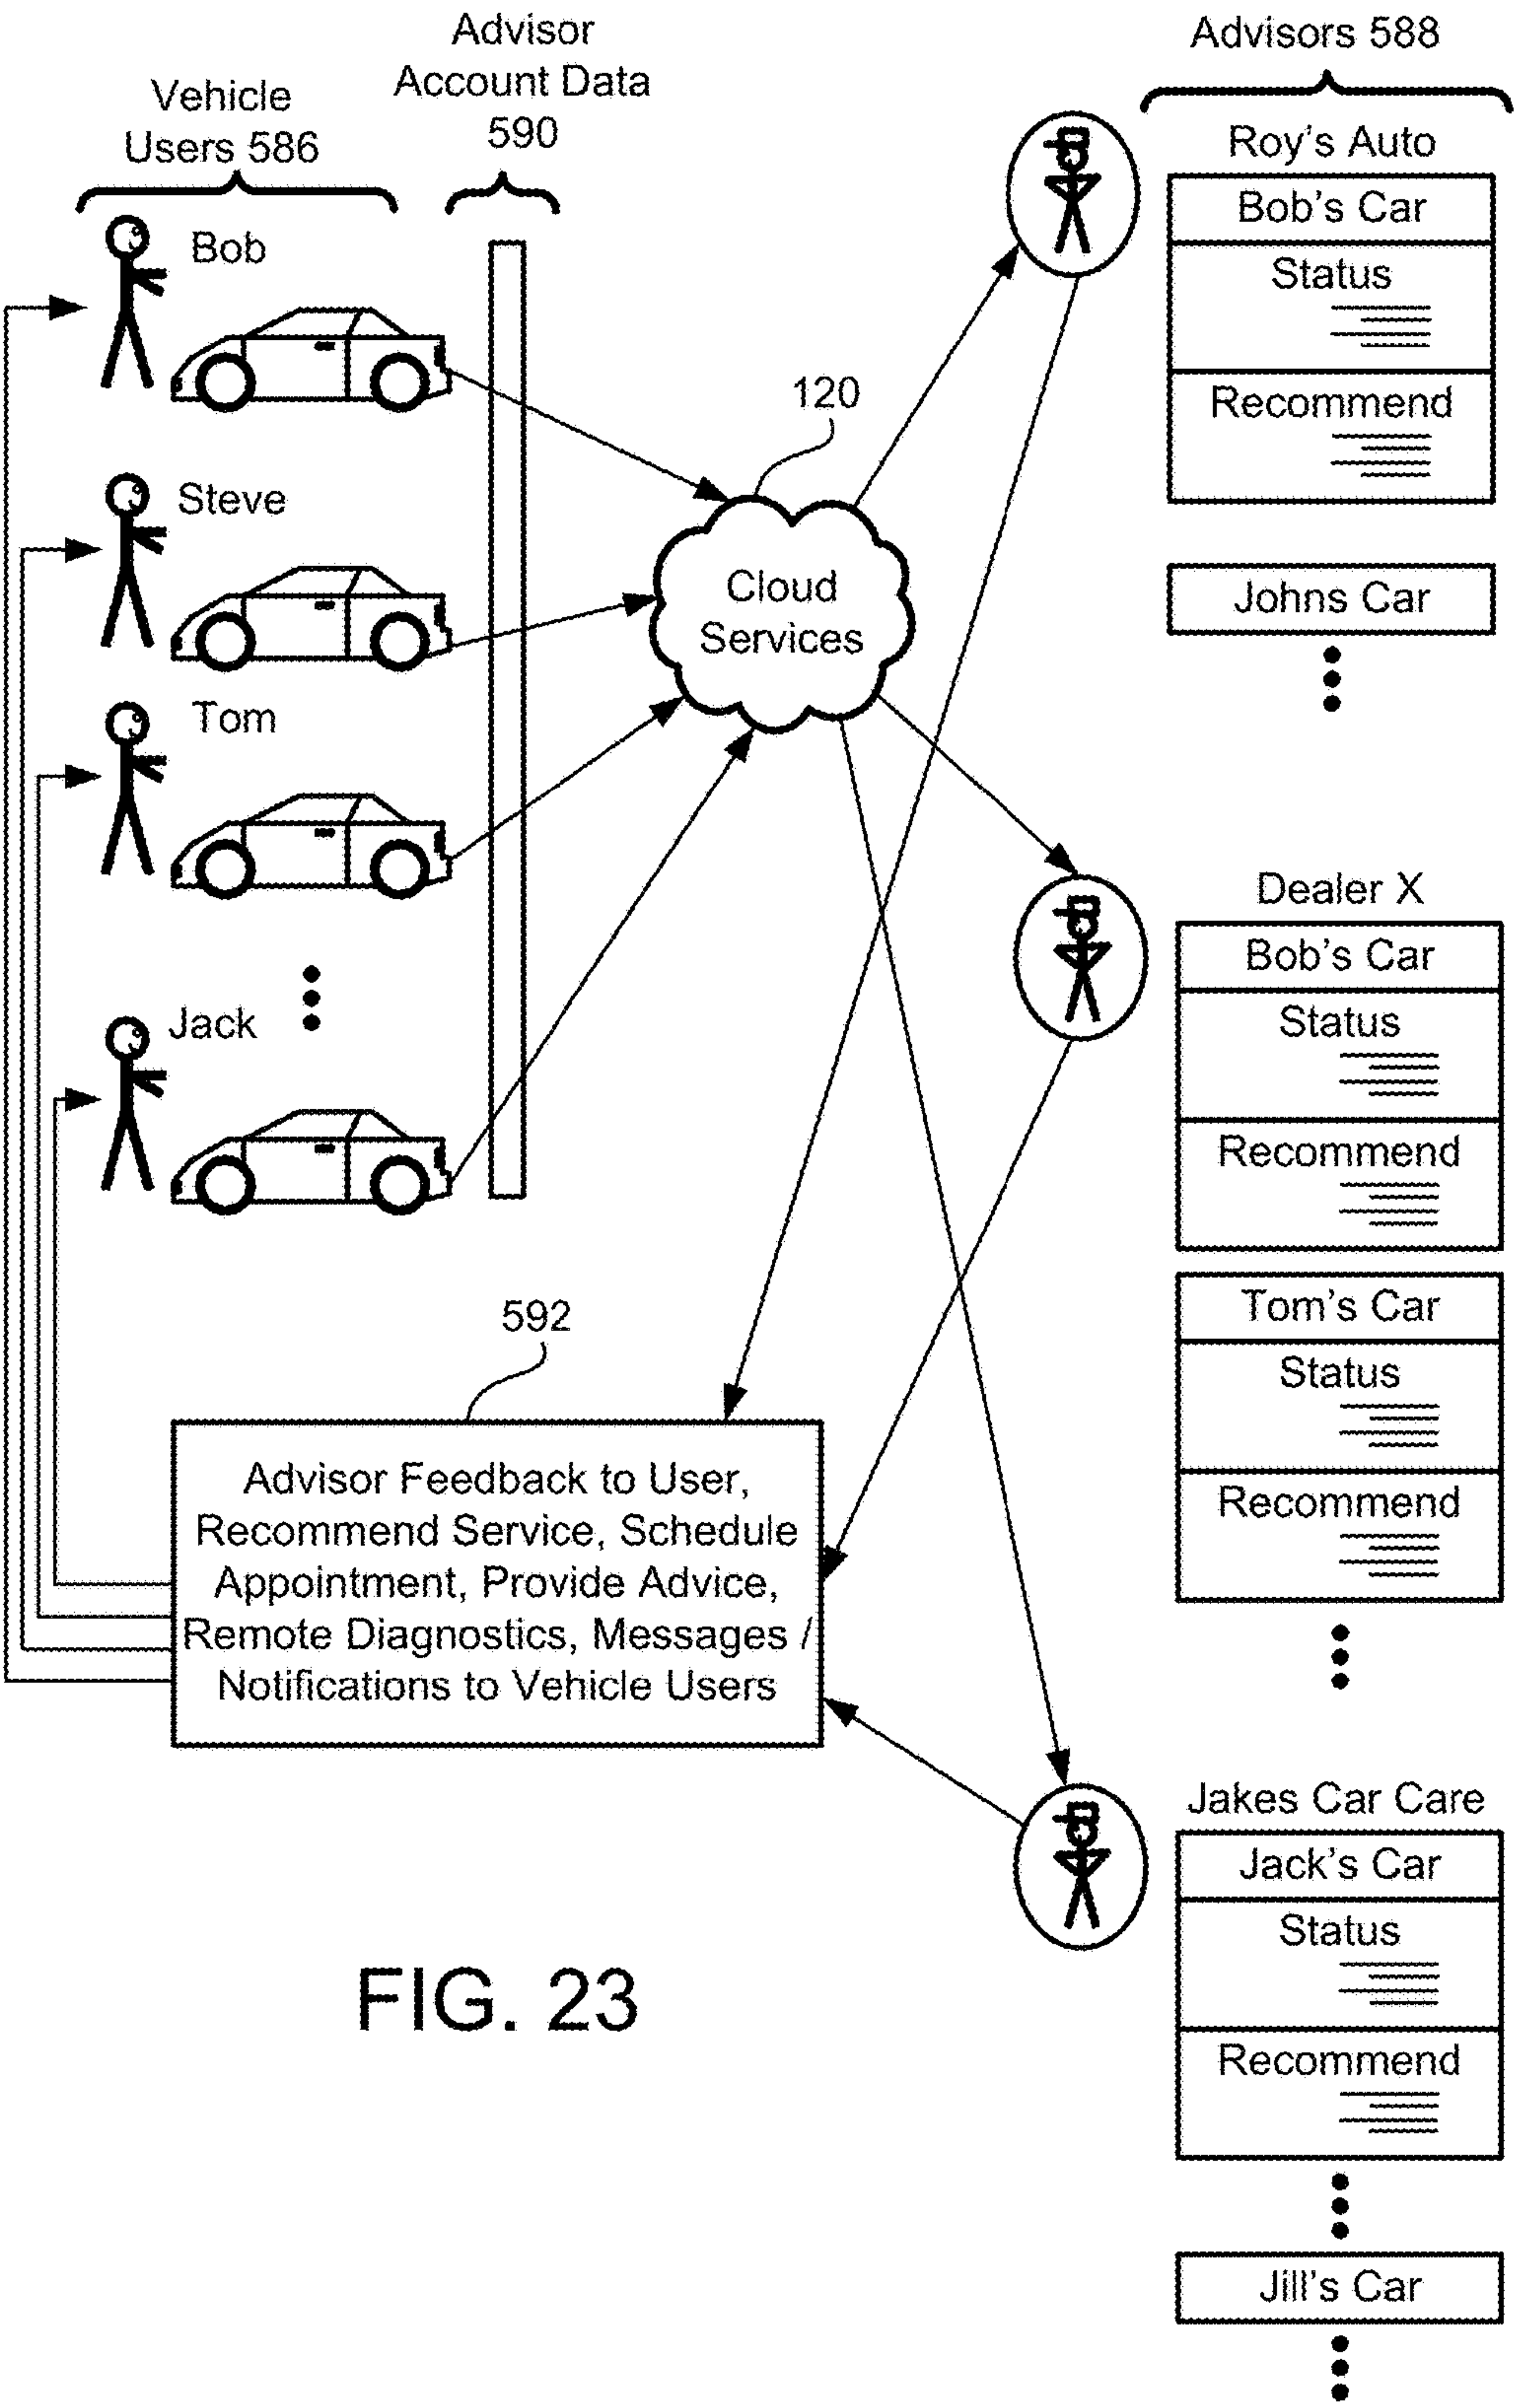 Advisor
Account Data
590
Advisors 588
Vehicle
Users 586
Bob
Steve
Tom
Jack
120
Cloud
Services
Roy's Auto
Bob's Car
Status
Recommend
Johns Car
Dealer X
Bob's Car
Status
Recommend
Tom's Car
Status
Recommend
592
Advisor Feedback to User,
Recommend Service, Schedule
Appointment, Provide Advice,
Remote Diagnostics, Messages /
Notifications to Vehicle Users
Jakes Car Care
Jack's Car
Status
Recommend
Jill's Car
FIG. 23